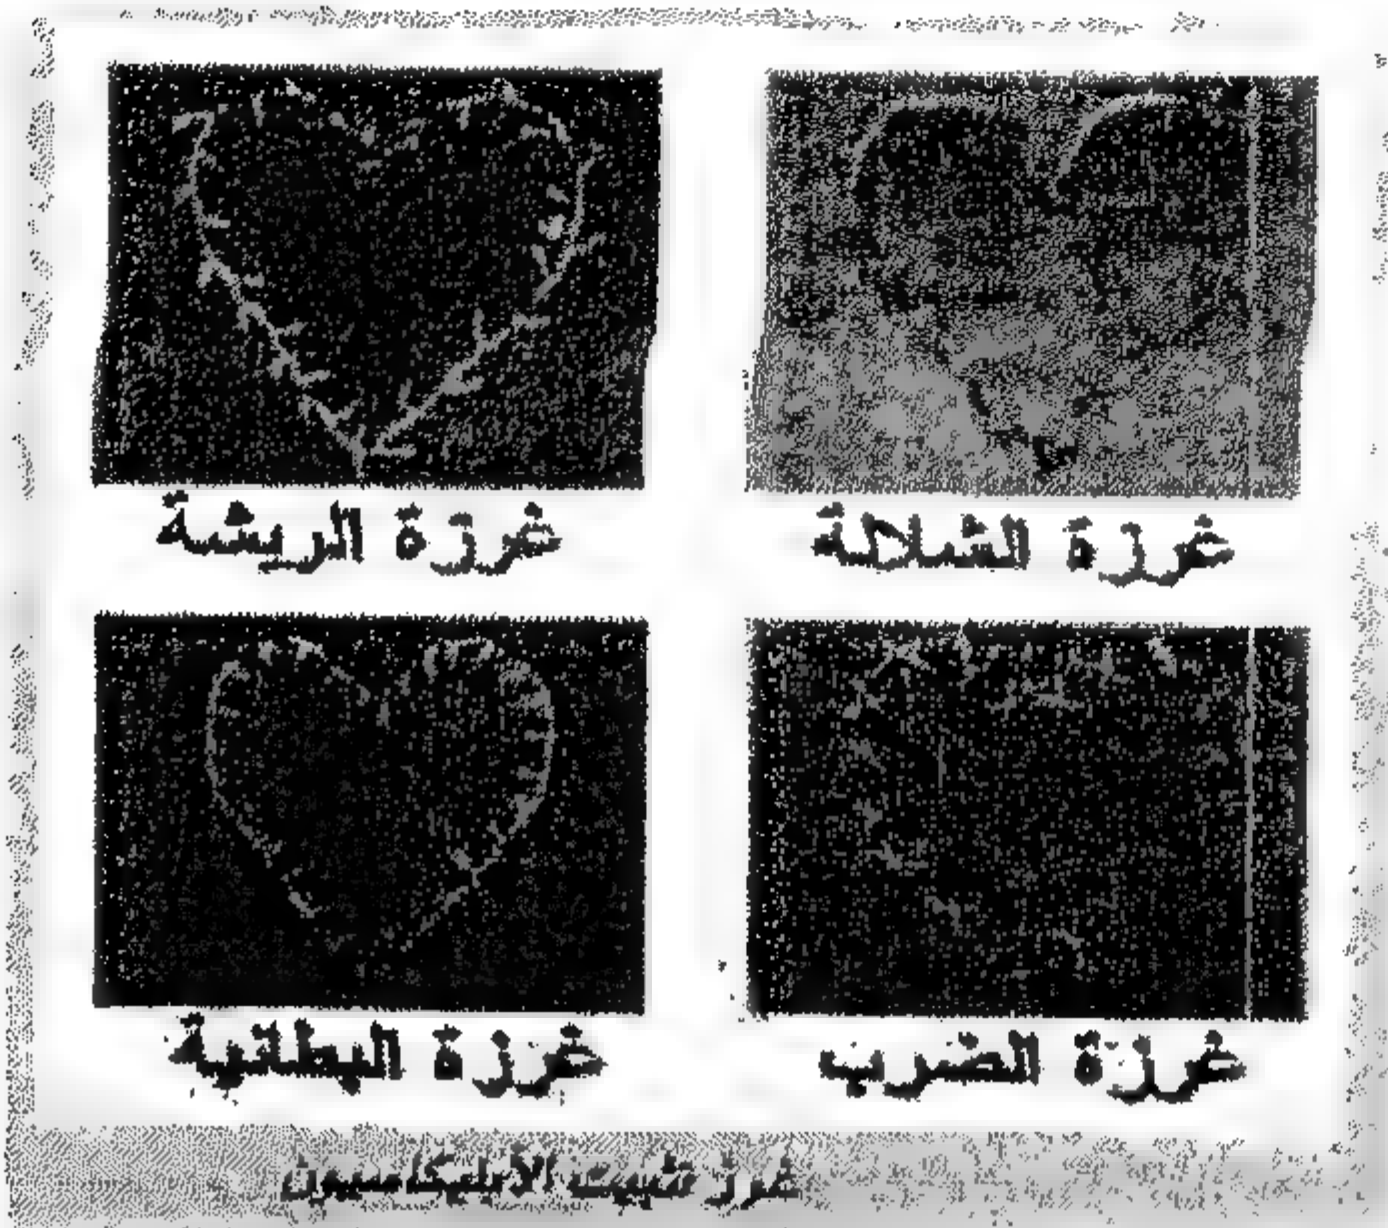 غرزة الشلالة
غرزة الريشة
غرزة الضرب
غرزة البطانية
غرز تثبيت الأبليكاسيون